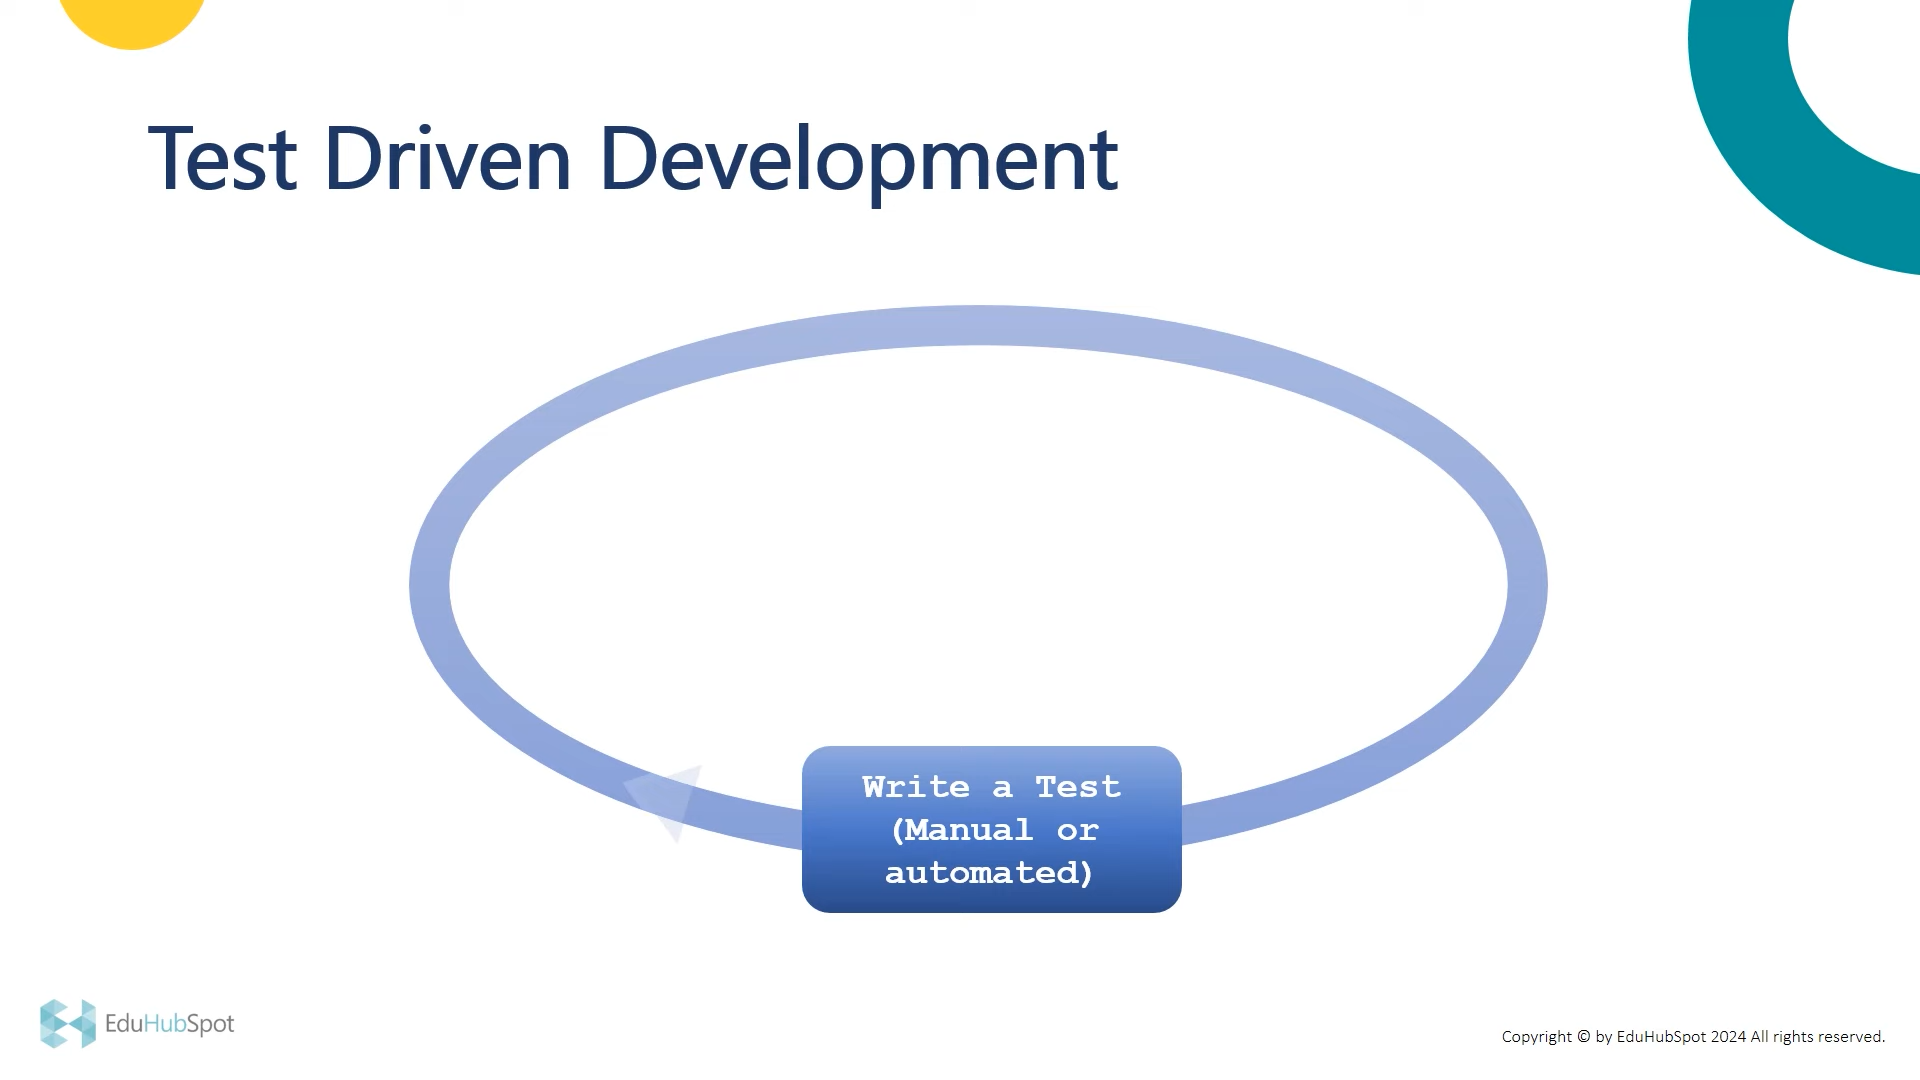 Test Driven Development
Write a Test
(Manual or
automated)
EduHubSpot
Copyright © by EduHubSpot 2024 All rights reserved.